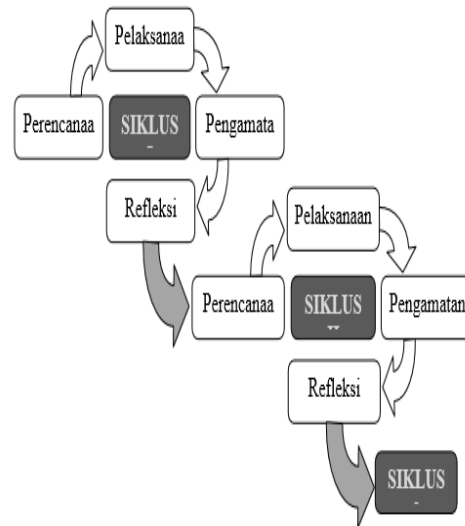 Pelaksanaa
Perencanaa
SIKLUS
Pengamata
Refleksi
Pelaksanaan
Perencanaa
SIKLUS
Pengamatan
Refleksi
SIKLUS